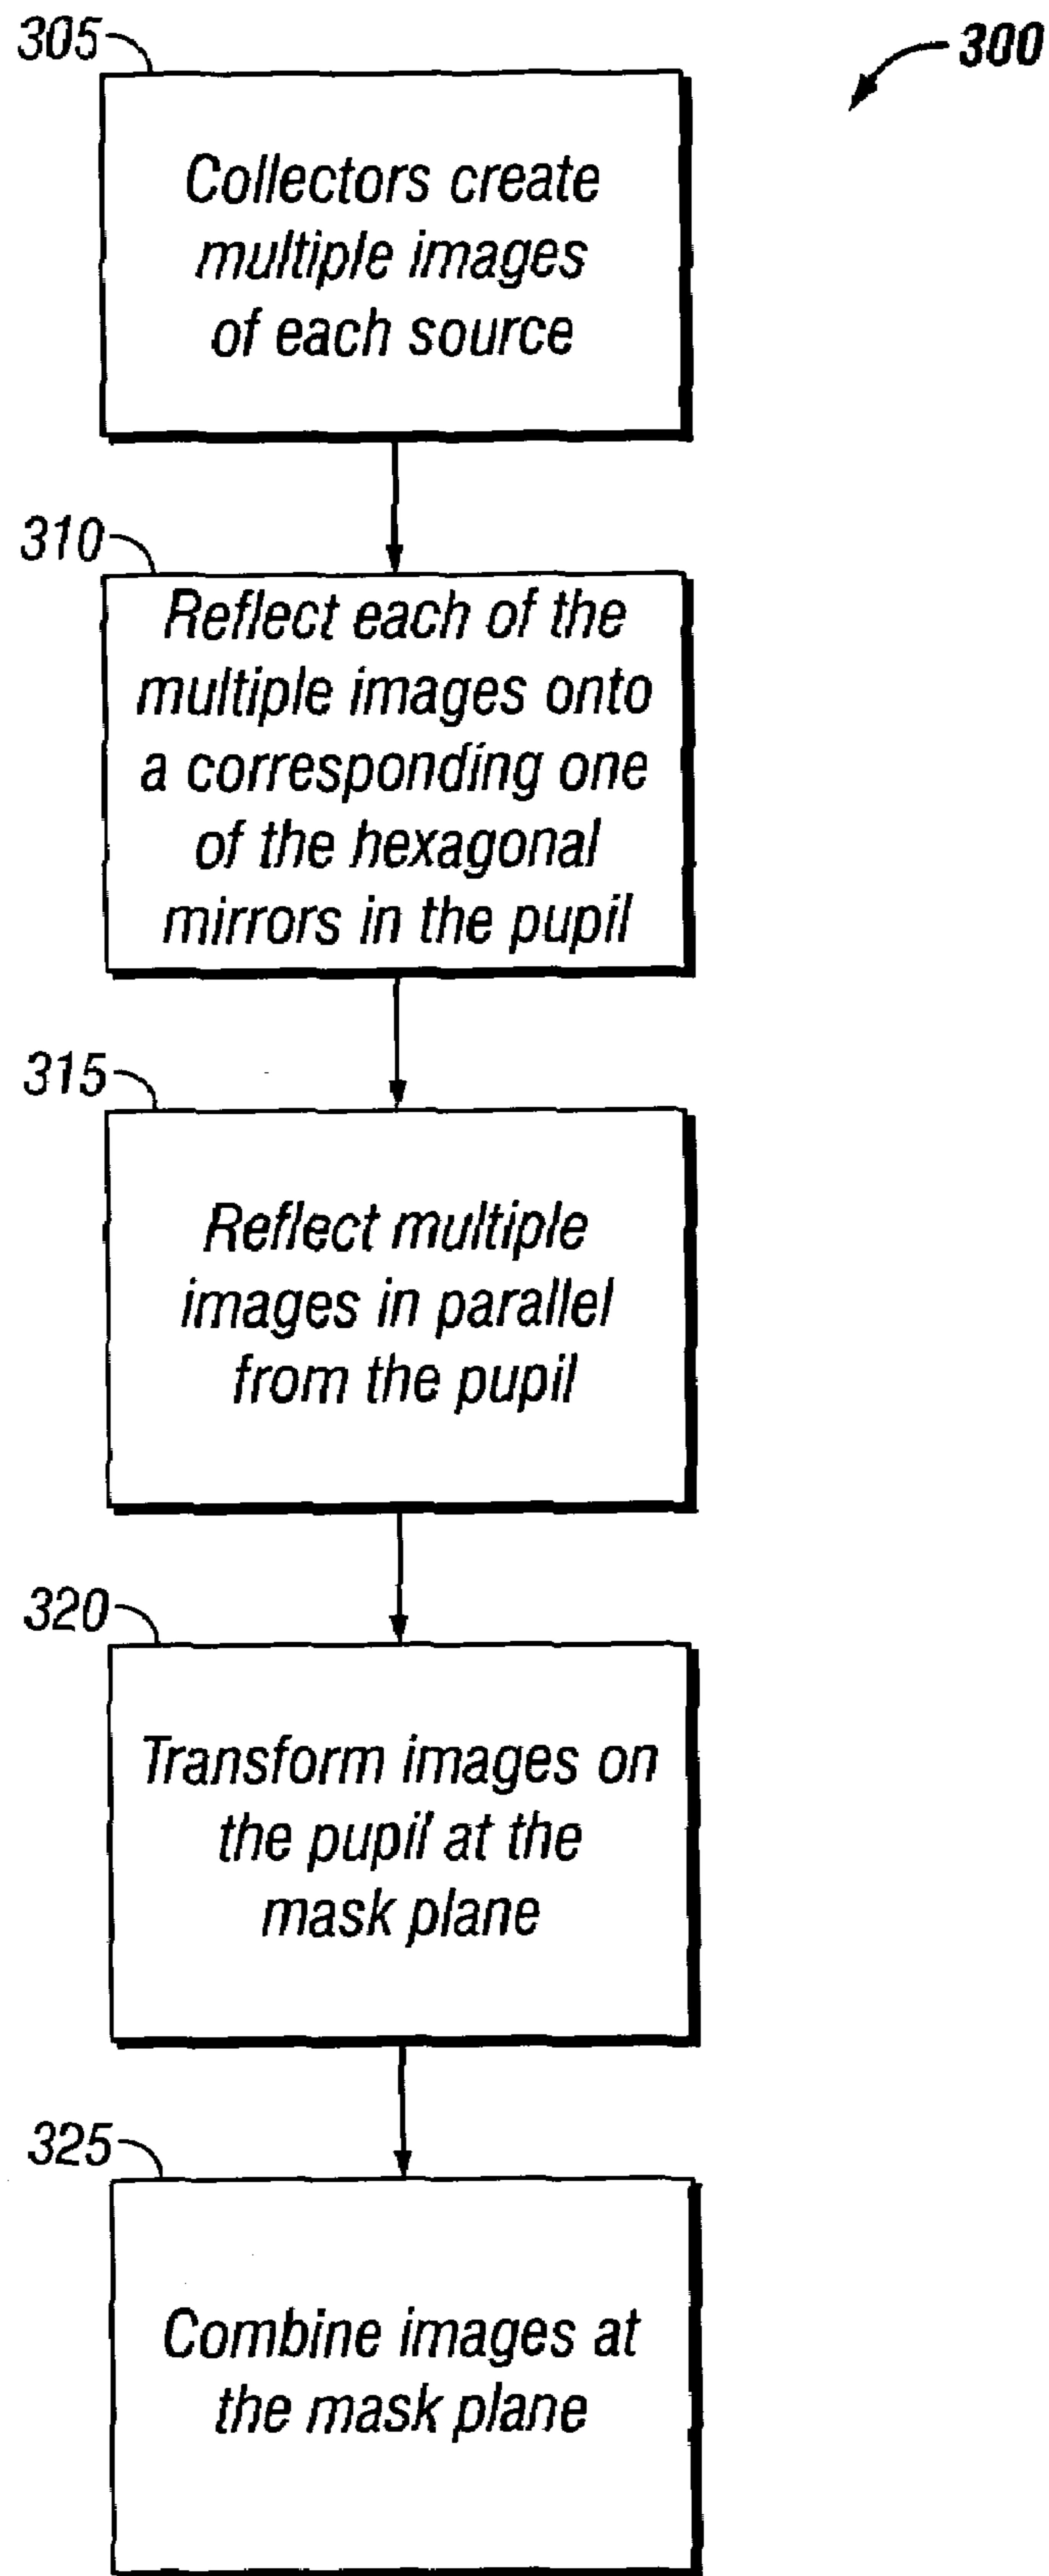 305
300
Collectors create
multiple images
of each source
310
Reflect each of the
multiple images onto
a corresponding one
of the hexagonal
mirrors in the pupil
315
Reflect multiple
images in parallel
from the pupil
320
Transform images on
the pupil at the
mask plane
325
Combine images at
the mask plane